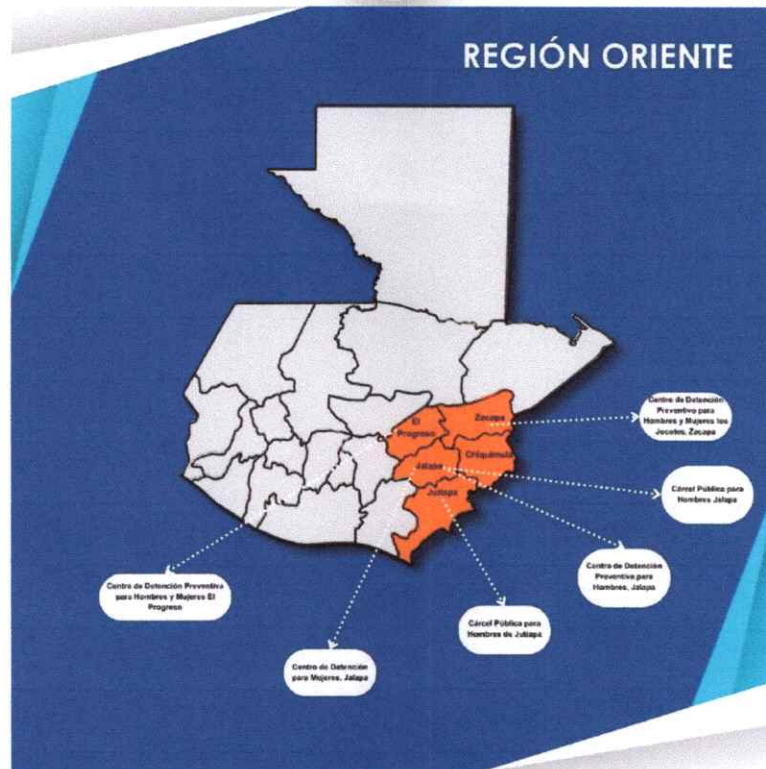 REGIÓN ORIENTE
El
Progreso
Zacapa
Chiquimula
Jalapa
Jutiapa
Centro de Detención
Preventivo para
Hombres y Mujeres los
Jocotes, Zacapa
Cárcel Pública para
Hombres Jalapa
Centro de Detención
Preventiva para
Hombres, Jalapa
Cárcel Pública para
Hombres de Jutiapa
Centro de Detención
para Mujeres, Jalapa
Centro de Detención Preventiva
para Hombres y Mujeres El
Progreso